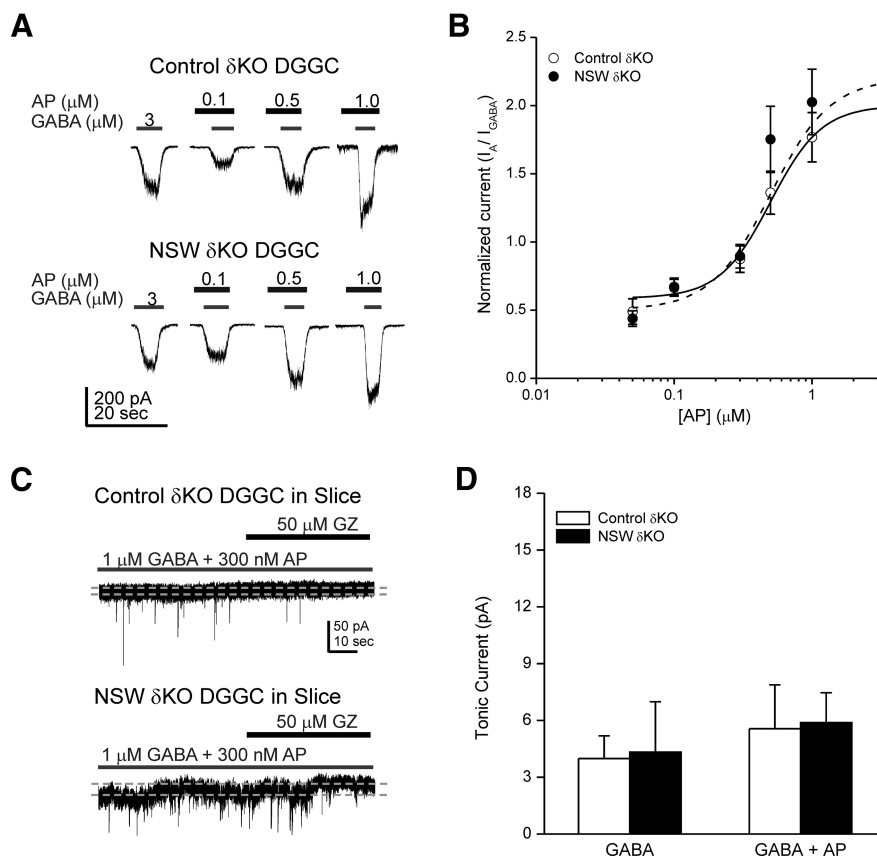 A
Control δKO DGGC
AP (μM) 0.1 0.5 1.0
GABA (μM) 3
NSW δKO DGGC
AP (μM) 0.1 0.5 1.0
GABA (μM) 3
200 pA
20 sec
B
2.5
2.0
1.5
1.0
0.5
0.0
Normalized current (I_A / I_GABA)
Control δKO
NSW δKO
0.01 0.1 1
[AP] (μM)
C
Control δKO DGGC in Slice
50 μM GZ
1 μM GABA + 300 nM AP
50 pA
10 sec
NSW δKO DGGC in Slice
50 μM GZ
1 μM GABA + 300 nM AP
D
18
15
12
9
6
3
0
Tonic Current (pA)
Control δKO
NSW δKO
GABA GABA + AP